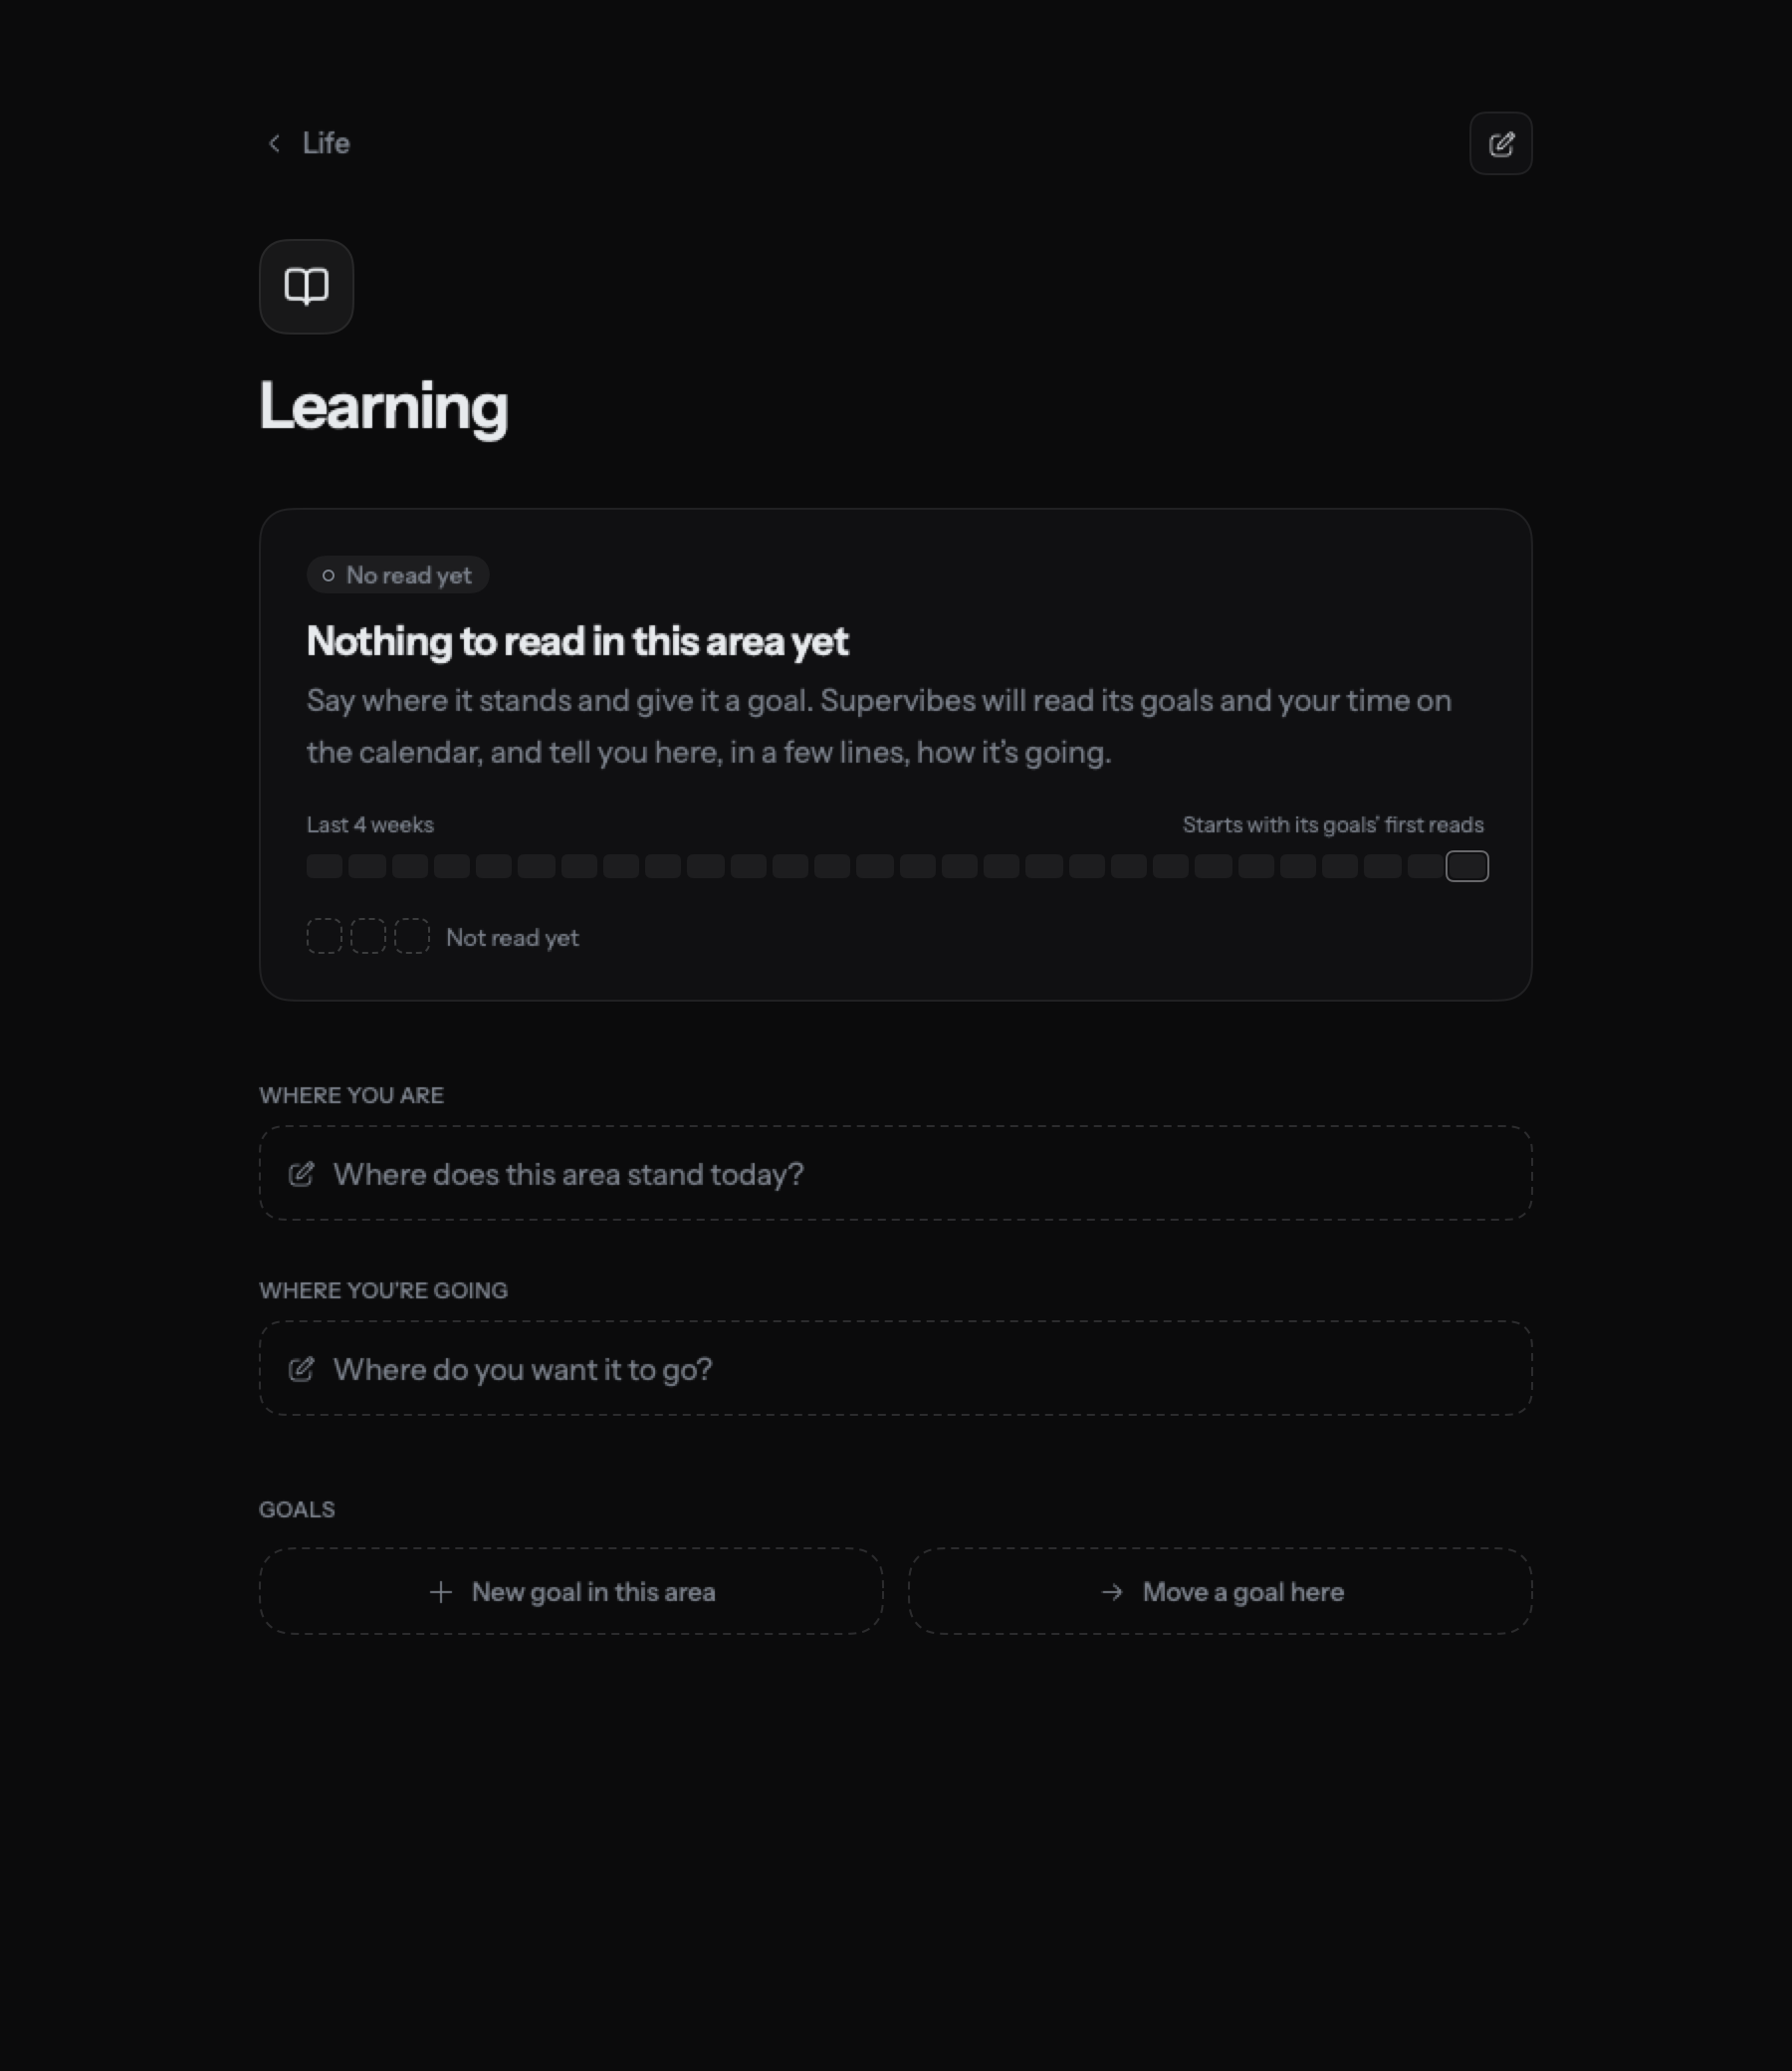 Life
Learning
No read yet
Nothing to read in this area yet
Say where it stands and give it a goal. Supervibes will read its goals and your time on
the calendar, and tell you here, in a few lines, how it’s going.
Last 4 weeks
Starts with its goals’ first reads
Not read yet
WHERE YOU ARE
Where does this area stand today?
WHERE YOU’RE GOING
Where do you want it to go?
GOALS
New goal in this area
Move a goal here